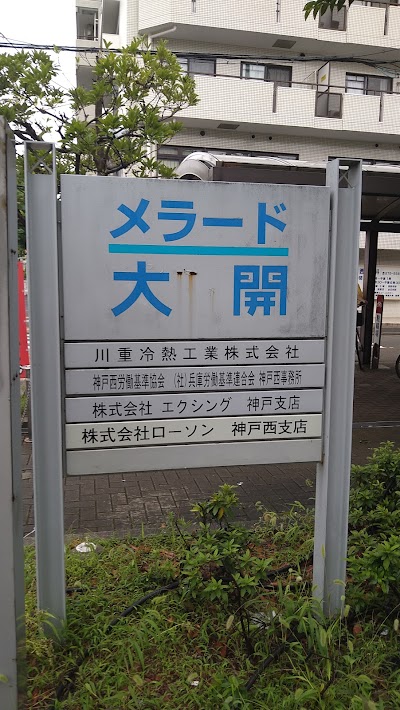 メラード
大開
川重冷熱工業株式会社
神戸西労働基準協会 (社)兵庫労働基準連合会 神戸西事務所
株式会社 エクシング 神戸支店
株式会社ローソン 神戸西支店